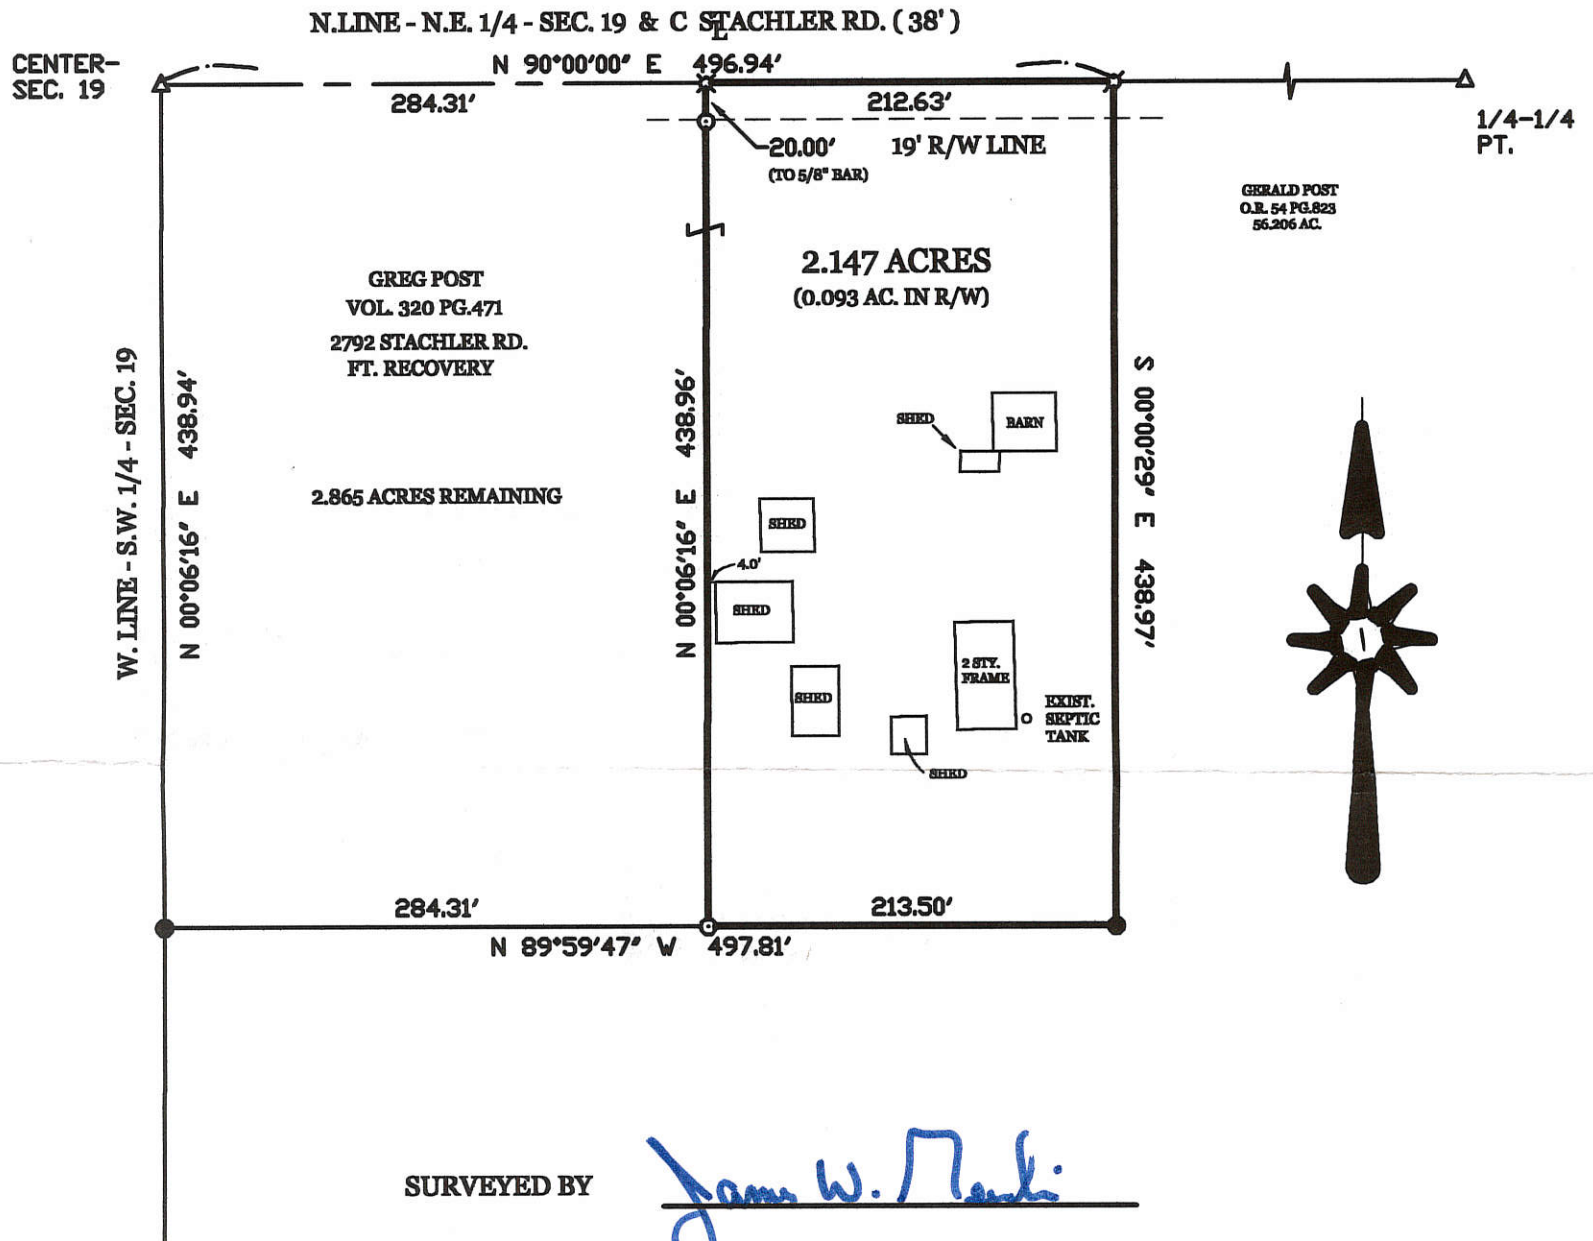 N.LINE - N.E. 1/4 - SEC. 19 & CL STACHLER RD. ( 38' )
CENTER-
SEC. 19
N 90°00'00" E 496.94'
284.31'
212.63'
1/4-1/4
PT.
20.00'
(TO 5/8" BAR)
19' R/W LINE
GERALD POST
O.R. 54 PG.823
56.206 AC.
2.147 ACRES
(0.093 AC. IN R/W)
GREG POST
VOL. 320 PG.471
2792 STACHLER RD.
FT. RECOVERY
2.865 ACRES REMAINING
W. LINE - S.W. 1/4 - SEC. 19
N 00°06'16" E 438.94'
N 00°06'16" E 438.96'
S 00°00'29" E 438.97'
SHED
BARN
SHED
4.0'
SHED
2 STY.
FRAME
SHED
EXIST.
SEPTIC
TANK
SHED
284.31'
213.50'
N 89°59'47" W 497.81'
SURVEYED BY
James W.